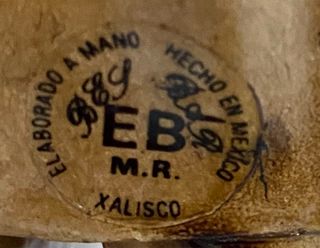 ELABORADO A MANO HECHO EN MEXICO
EB
M.R.
XALISCO